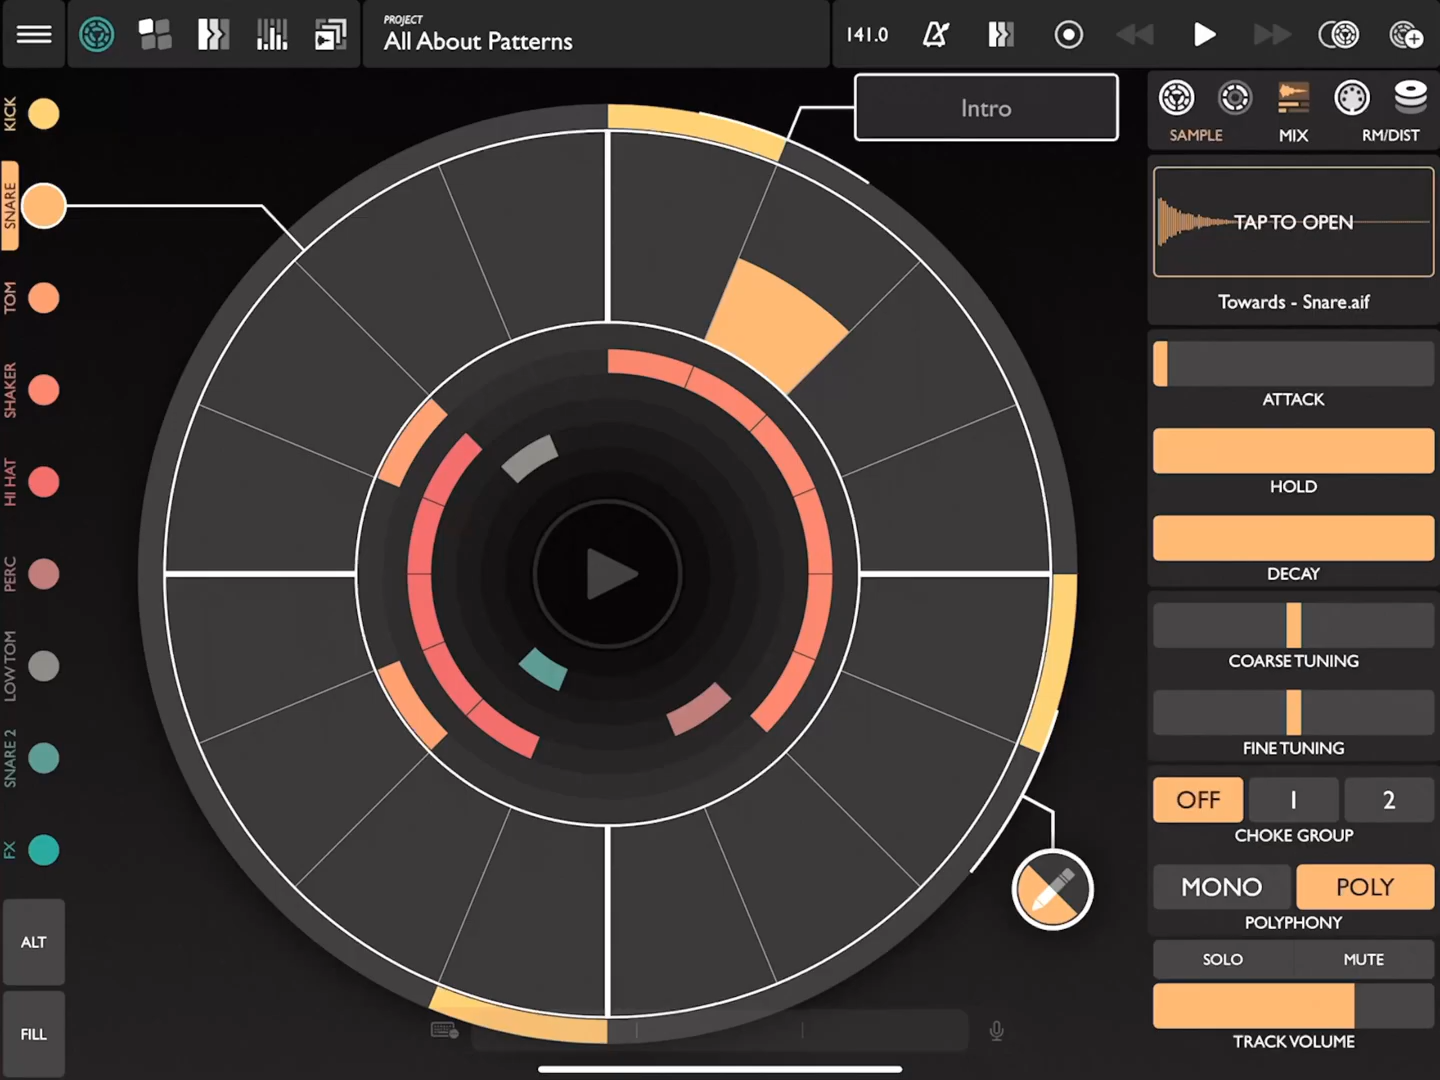 PROJECT
All About Patterns
141.0
KICK
SNARE
TOM
SHAKER
HI HAT
PERC
LOW TOM
SNARE 2
FX
ALT
FILL
Intro
SAMPLE
MIX
RM/DIST
TAP TO OPEN
Towards - Snare.aif
ATTACK
HOLD
DECAY
COARSE TUNING
FINE TUNING
OFF 1 2
CHOKE GROUP
MONO POLY
POLYPHONY
SOLO MUTE
TRACK VOLUME